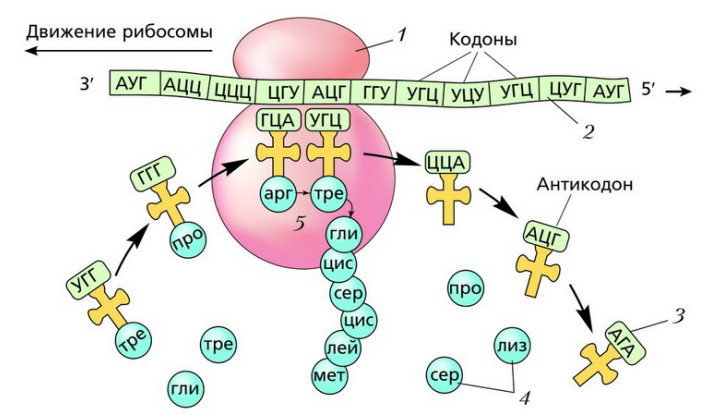 Движение рибосомы
1
Кодоны
3′ АУГ АЦЦ ЦЦЦ ЦГУ АЦГ ГГУ УГЦ УЦУ УГЦ ЦУГ АУГ 5′
2
ГЦА УГЦ
ГГГ
ЦЦА
Антикодон
арг тре
АЦГ
5
про
гли
УГГ
цис
сер
про
3
АГА
цис
тре
тре
лей
лиз
мет
сер
гли
4